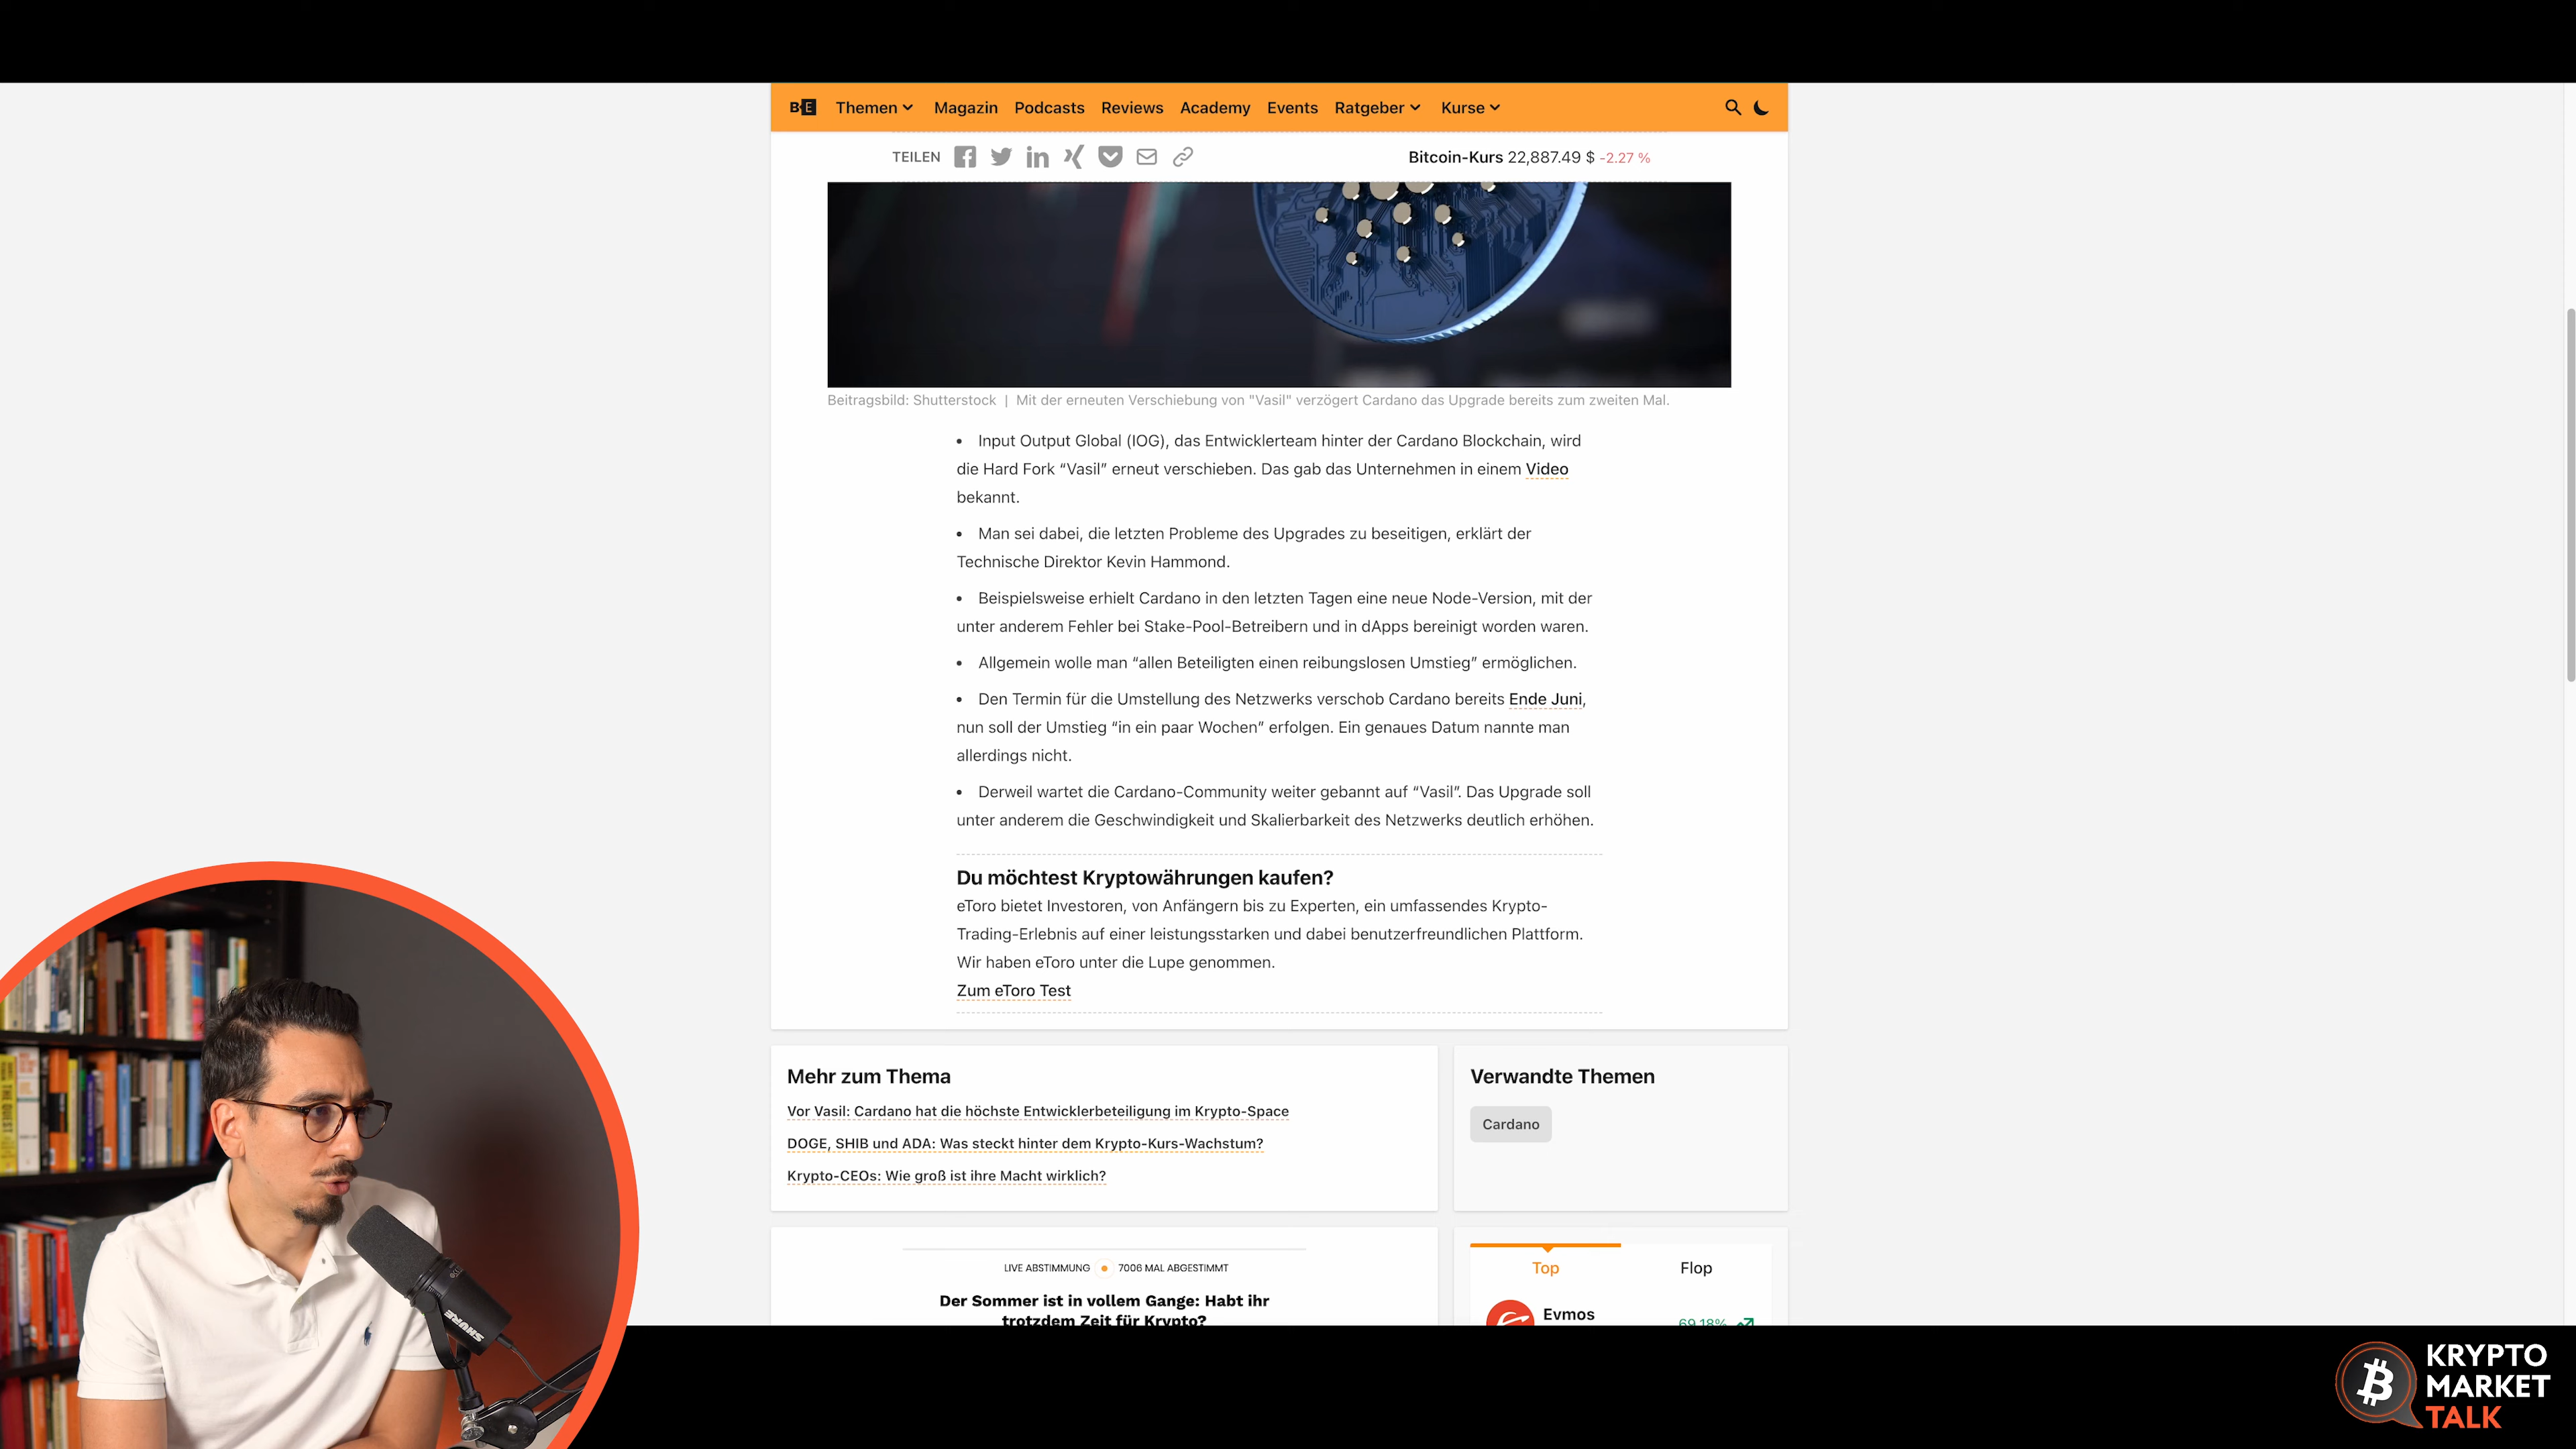 B·E Themen Magazin Podcasts Reviews Academy Events Ratgeber Kurse
TEILEN
Bitcoin-Kurs 22,887.49 $ -2.27 %
Beitragsbild: Shutterstock | Mit der erneuten Verschiebung von "Vasil" verzögert Cardano das Upgrade bereits zum zweiten Mal.
• Input Output Global (IOG), das Entwicklerteam hinter der Cardano Blockchain, wird
die Hard Fork “Vasil” erneut verschieben. Das gab das Unternehmen in einem Video
bekannt.
• Man sei dabei, die letzten Probleme des Upgrades zu beseitigen, erklärt der
Technische Direktor Kevin Hammond.
• Beispielsweise erhielt Cardano in den letzten Tagen eine neue Node-Version, mit der
unter anderem Fehler bei Stake-Pool-Betreibern und in dApps bereinigt worden waren.
• Allgemein wolle man “allen Beteiligten einen reibungslosen Umstieg” ermöglichen.
• Den Termin für die Umstellung des Netzwerks verschob Cardano bereits Ende Juni,
nun soll der Umstieg “in ein paar Wochen” erfolgen. Ein genaues Datum nannte man
allerdings nicht.
• Derweil wartet die Cardano-Community weiter gebannt auf “Vasil”. Das Upgrade soll
unter anderem die Geschwindigkeit und Skalierbarkeit des Netzwerks deutlich erhöhen.
Du möchtest Kryptowährungen kaufen?
eToro bietet Investoren, von Anfängern bis zu Experten, ein umfassendes Krypto-
Trading-Erlebnis auf einer leistungsstarken und dabei benutzerfreundlichen Plattform.
Wir haben eToro unter die Lupe genommen.
Zum eToro Test
Mehr zum Thema
Vor Vasil: Cardano hat die höchste Entwicklerbeteiligung im Krypto-Space
DOGE, SHIB und ADA: Was steckt hinter dem Krypto-Kurs-Wachstum?
Krypto-CEOs: Wie groß ist ihre Macht wirklich?
Verwandte Themen
Cardano
LIVE ABSTIMMUNG 7006 MAL ABGESTIMMT
Der Sommer ist in vollem Gange: Habt ihr
trotzdem Zeit für Krypto?
Top Flop
Evmos
69.18%
SHURE
KRYPTO
MARKET
TALK